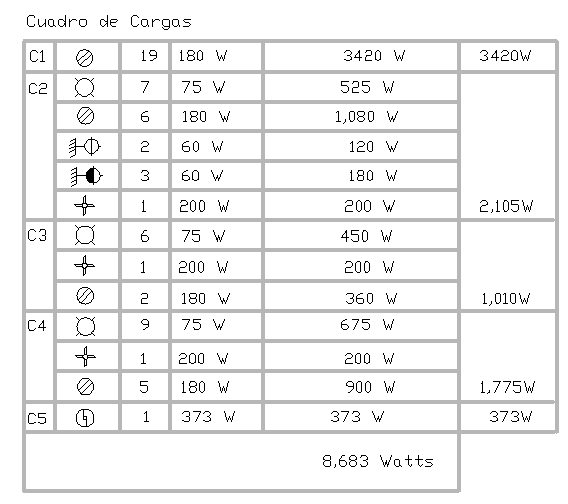 Cuadro de Cargas
C1 19 180 W 3420 W 3420W
C2 7 75 W 525 W
6 180 W 1,080 W
2 60 W 120 W
3 60 W 180 W
1 200 W 200 W 2,105W
C3 6 75 W 450 W
1 200 W 200 W
2 180 W 360 W 1,010W
C4 9 75 W 675 W
1 200 W 200 W
5 180 W 900 W 1,775W
C5 1 373 W 373 W 373W
8,683 Watts